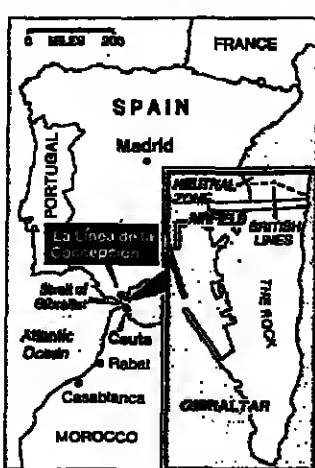 0 MILES 200
FRANCE
SPAIN
Madrid
PORTUGAL
La Linea de la
Concepcion
Strait of
Gibraltar
Atlantic
Ocean
Ceuta
Rabat
Casablanca
MOROCCO
NEUTRAL
ZONE
AIRFIELD
BRITISH
LINES
THE ROCK
GIBRALTAR